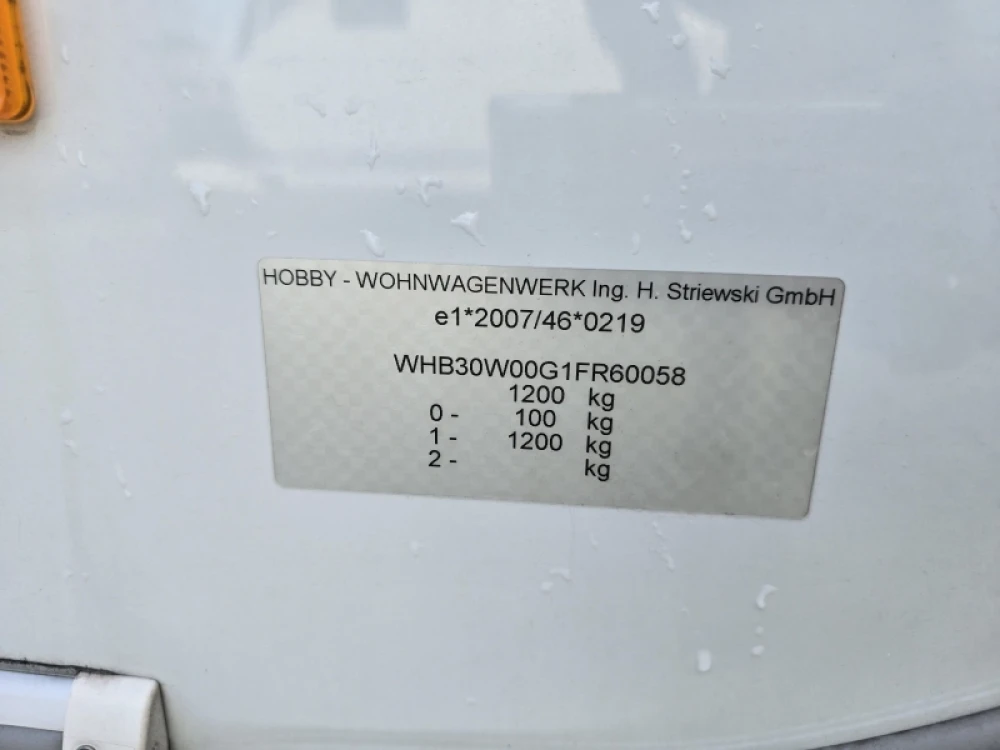 HOBBY - WOHNWAGENWERK Ing. H. Striewski GmbH
e1*2007/46*0219
WHB30W00G1FR60058
1200 kg
0 - 100 kg
1 - 1200 kg
2 - kg